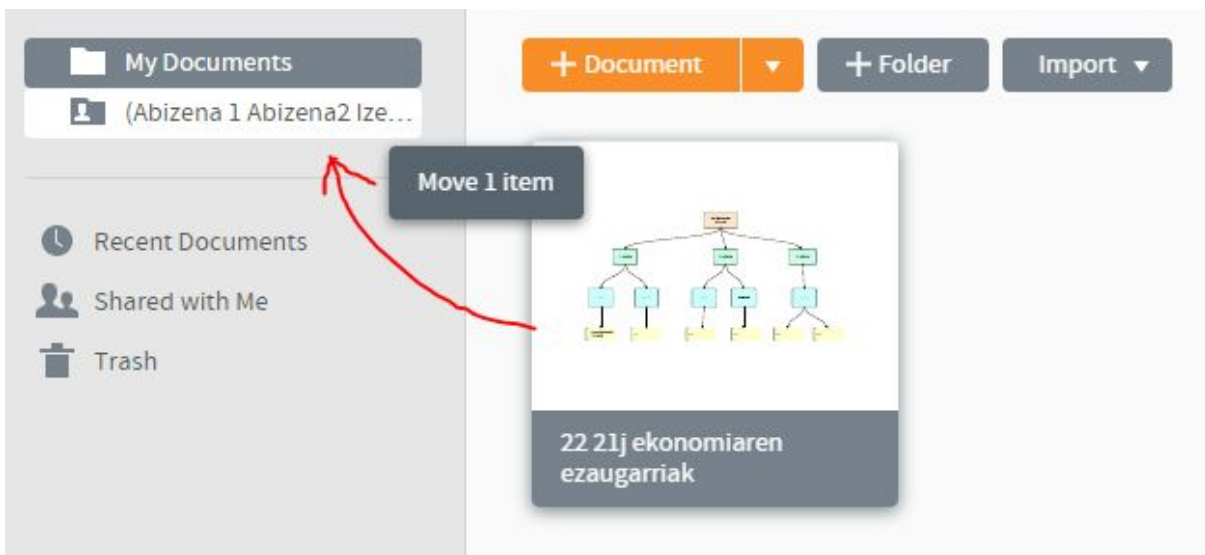 My Documents
(Abizena 1 Abizena2 Ize...
Recent Documents
Shared with Me
Trash
+ Document
+ Folder
Import
Move 1 item
22 21j ekonomiaren
ezaugarriak